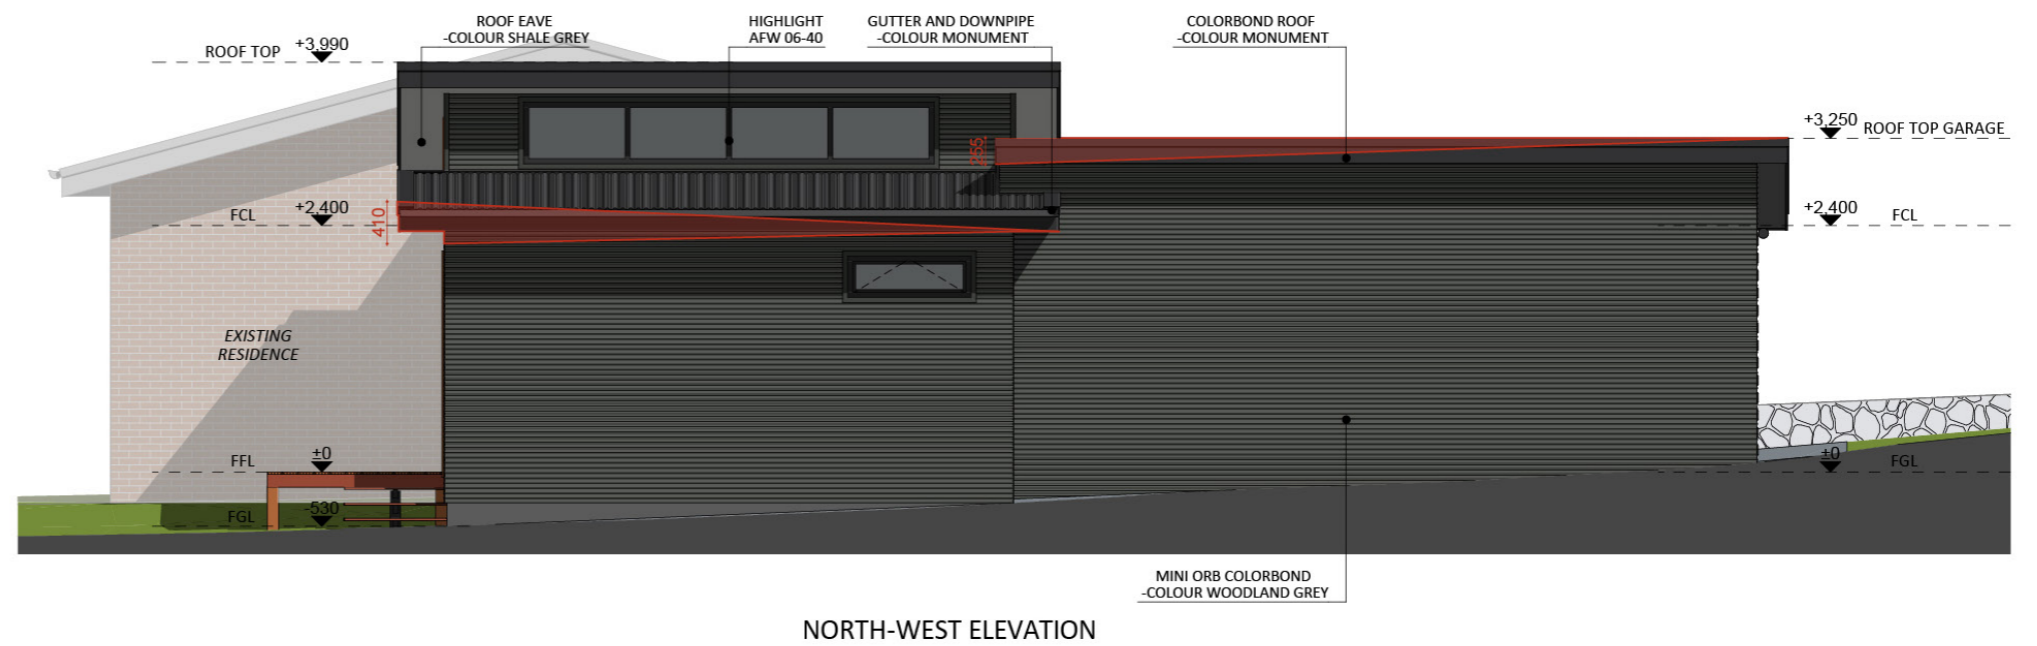 ROOF EAVE
-COLOUR SHALE GREY
HIGHLIGHT
AFW 06-40
GUTTER AND DOWNPIPE
-COLOUR MONUMENT
COLORBOND ROOF
-COLOUR MONUMENT
ROOF TOP +3,990
+3,250 ROOF TOP GARAGE
255
FCL +2,400
410
+2,400 FCL
EXISTING
RESIDENCE
FFL ±0
±0 FGL
FGL -530
MINI ORB COLORBOND
-COLOUR WOODLAND GREY
NORTH-WEST ELEVATION